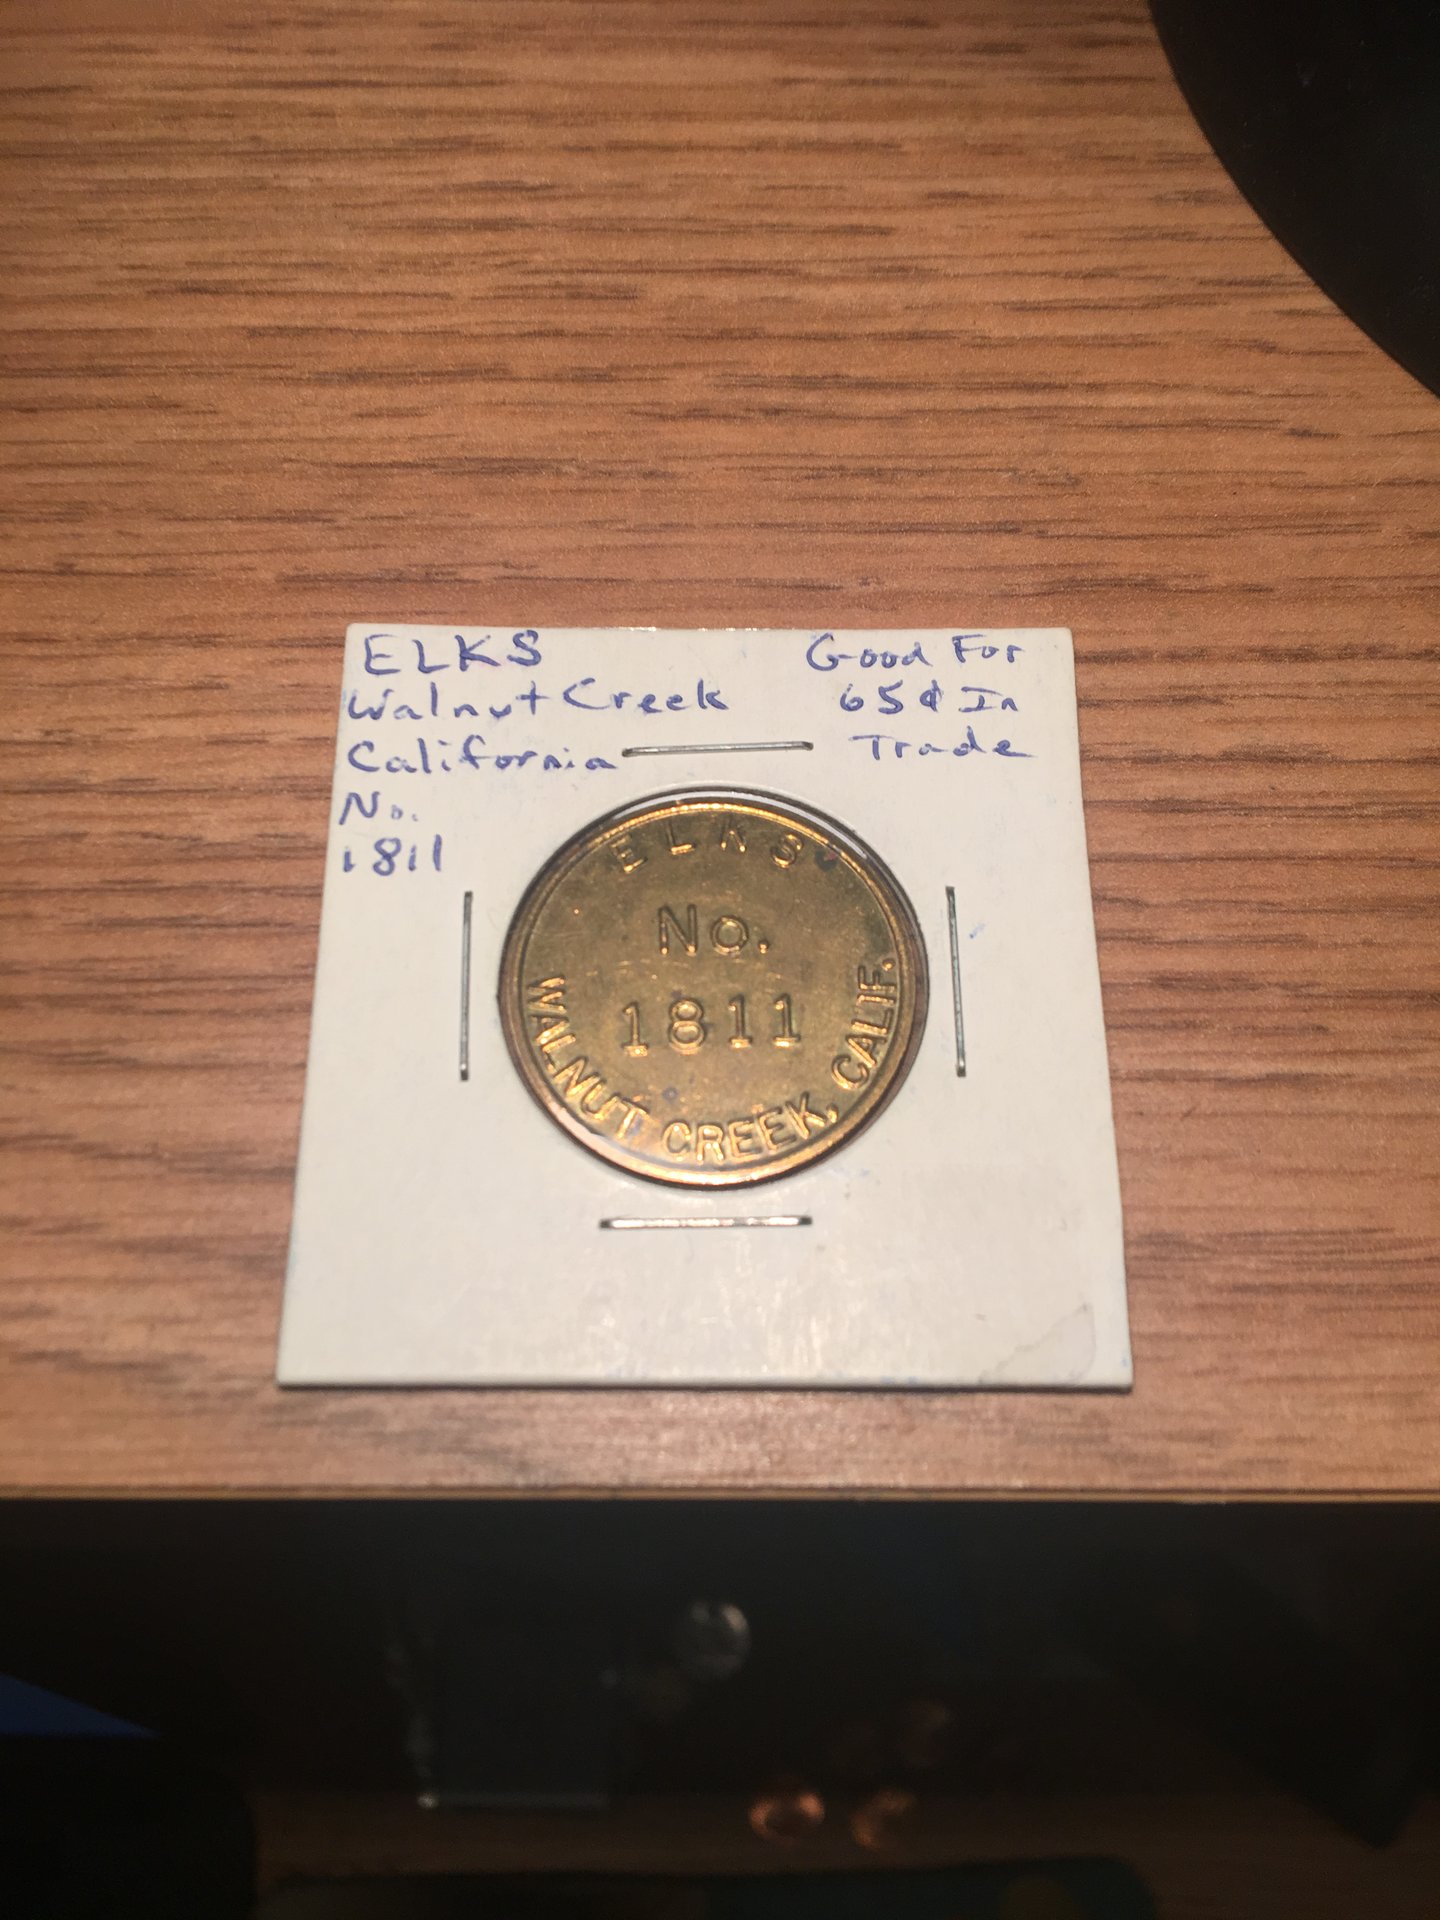 ELKS
Walnut Creek
California
No.
1811
Good For
65¢ In
Trade
ELKS
No.
1811
WALNUT CREEK, CALIF.